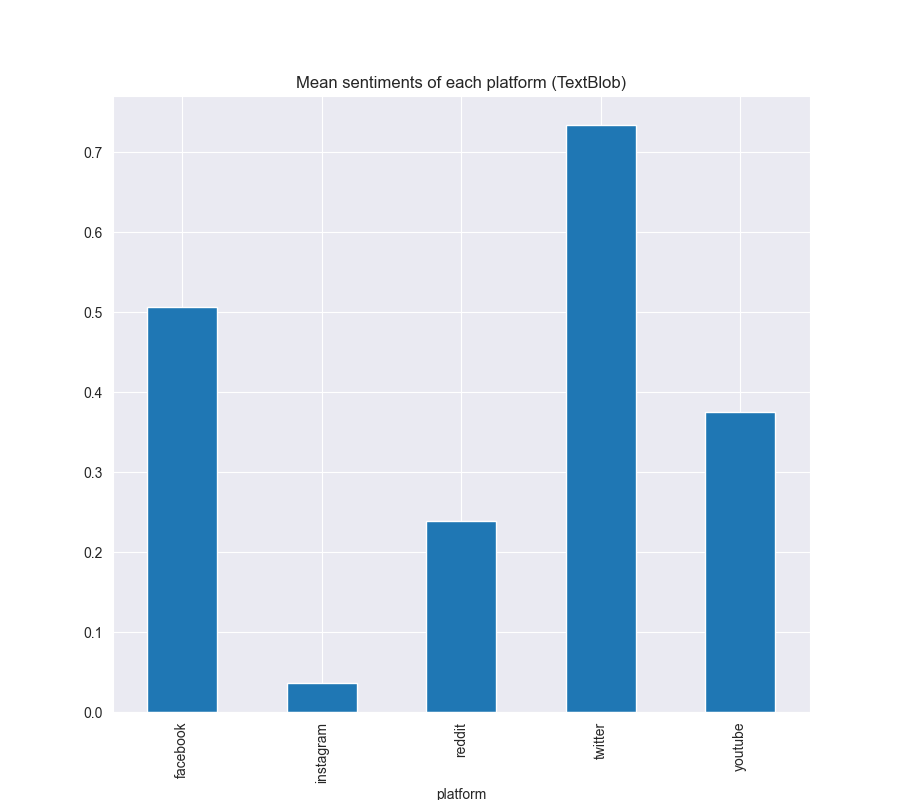 Mean sentiments of each platform (TextBlob)
0.7
0.6
0.5
0.4
0.3
0.2
0.1
0.0
facebook
instagram
reddit
twitter
youtube
platform